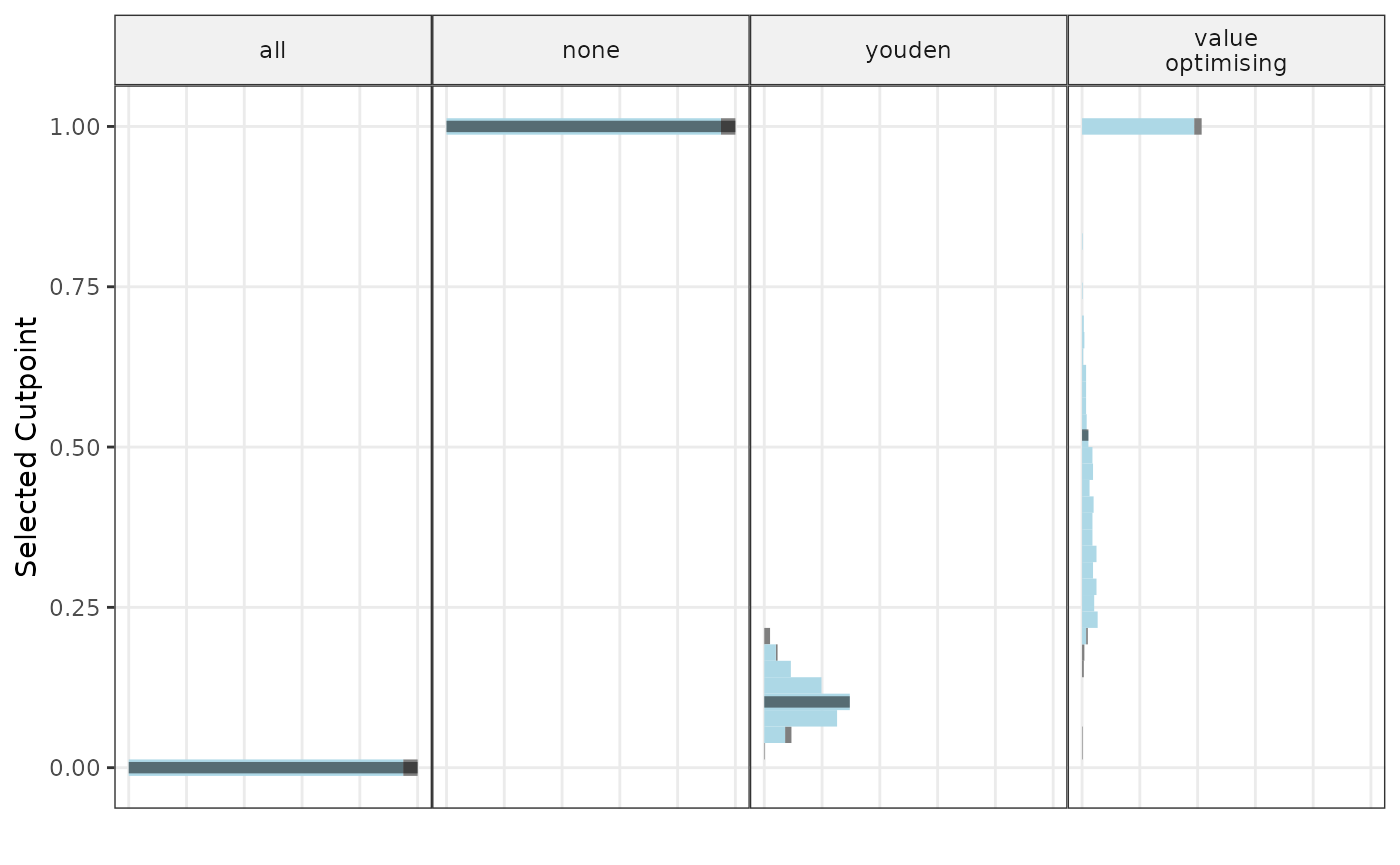 all
none
youden
value
optimising
Selected Cutpoint
1.00
0.75
0.50
0.25
0.00